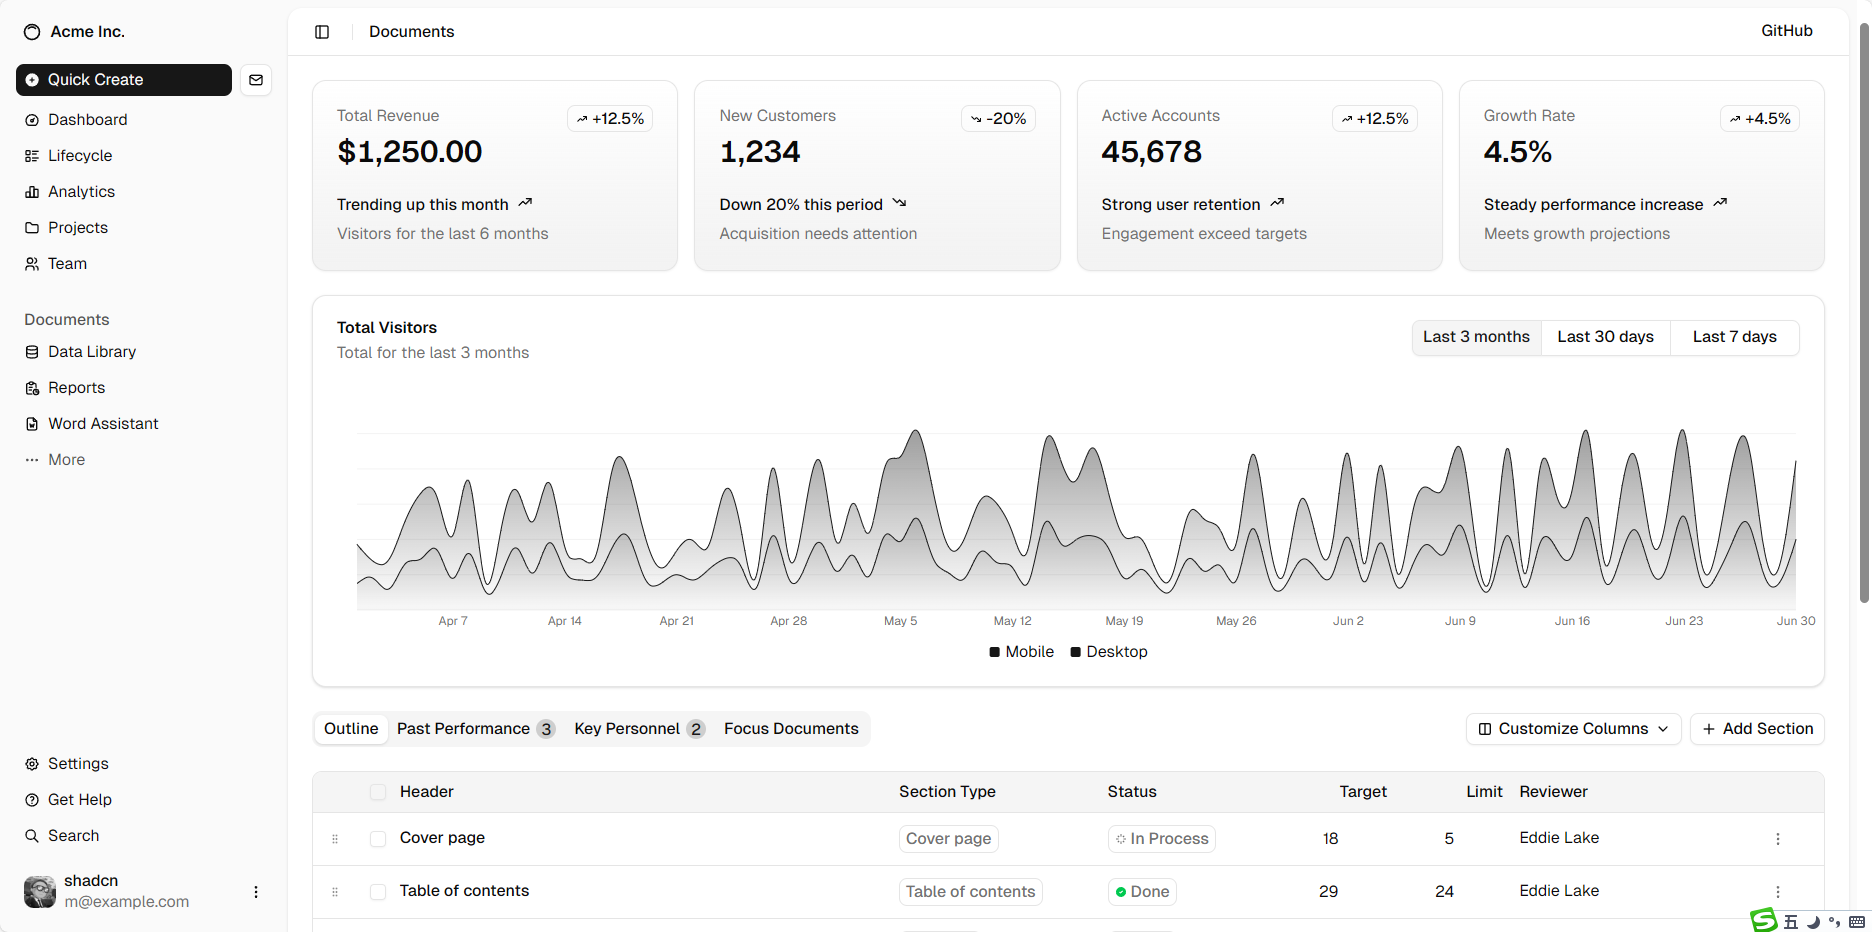 Acme Inc.
Quick Create
Dashboard
Lifecycle
Analytics
Projects
Team
Documents
Data Library
Reports
Word Assistant
More
Settings
Get Help
Search
shadcn
m@example.com
Documents
GitHub
Total Revenue
+12.5%
$1,250.00
Trending up this month
Visitors for the last 6 months
New Customers
-20%
1,234
Down 20% this period
Acquisition needs attention
Active Accounts
+12.5%
45,678
Strong user retention
Engagement exceed targets
Growth Rate
+4.5%
4.5%
Steady performance increase
Meets growth projections
Total Visitors
Total for the last 3 months
Last 3 months Last 30 days Last 7 days
Apr 7 Apr 14 Apr 21 Apr 28 May 5 May 12 May 19 May 26 Jun 2 Jun 9 Jun 16 Jun 23 Jun 30
Mobile Desktop
Outline Past Performance 3 Key Personnel 2 Focus Documents
Customize Columns
Add Section
Header Section Type Status Target Limit Reviewer
Cover page Cover page In Process 18 5 Eddie Lake
Table of contents Table of contents Done 29 24 Eddie Lake
S 五